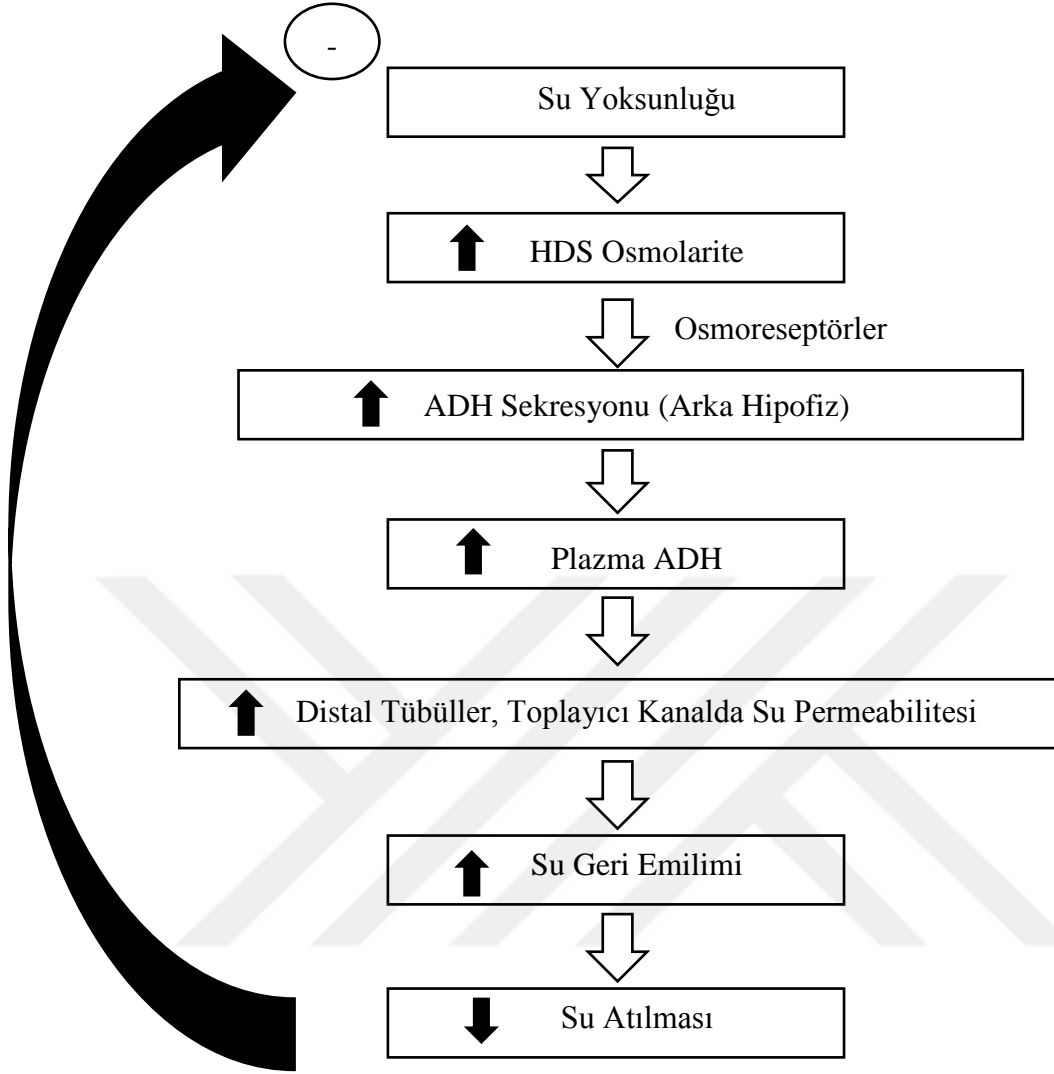 -
Su Yoksunluğu
HDS Osmolarite
Osmoreseptörler
ADH Sekresyonu (Arka Hipofiz)
Plazma ADH
Distal Tübüller, Toplayıcı Kanalda Su Permeabilitesi
Su Geri Emilimi
Su Atılması